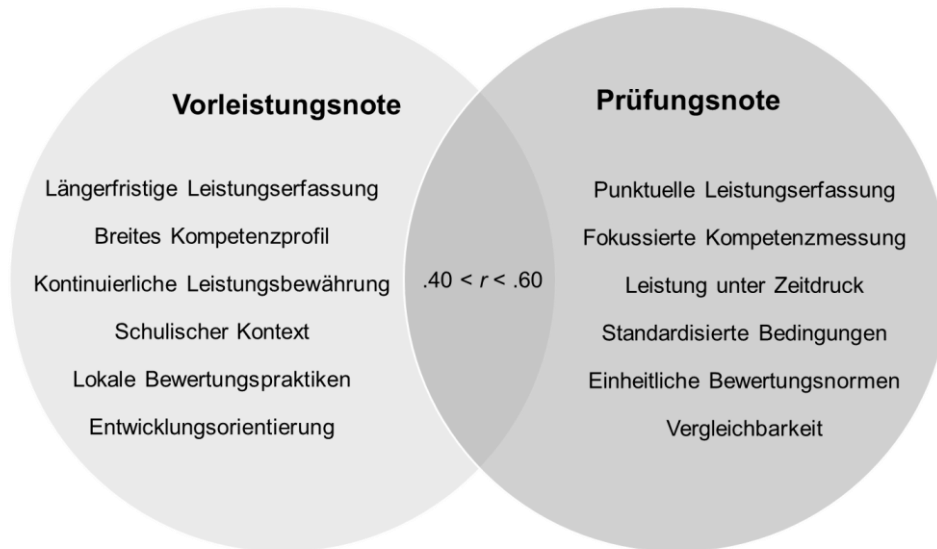 Vorleistungsnote
Längerfristige Leistungserfassung
Breites Kompetenzprofil
Kontinuierliche Leistungsbewährung
Schulischer Kontext
Lokale Bewertungspraktiken
Entwicklungsorientierung
.40 < r < .60
Prüfungsnote
Punktuelle Leistungserfassung
Fokussierte Kompetenzmessung
Leistung unter Zeitdruck
Standardisierte Bedingungen
Einheitliche Bewertungsnormen
Vergleichbarkeit